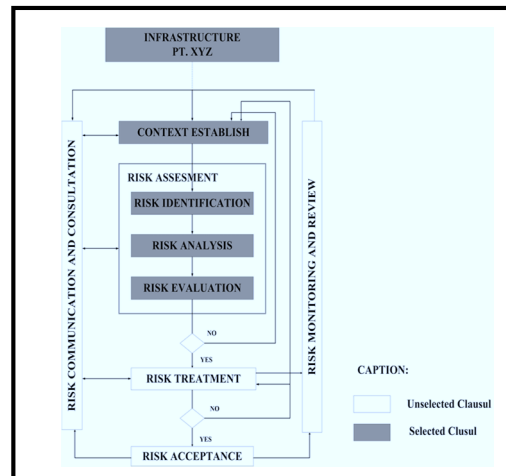 INFRASTRUCTURE
PT. XYZ
CONTEXT ESTABLISH
RISK ASSESMENT
RISK IDENTIFICATION
RISK ANALYSIS
RISK EVALUATION
NO
YES
RISK TREATMENT
NO
YES
RISK ACCEPTANCE
RISK COMMUNICATION AND CONSULTATION
RISK MONITORING AND REVIEW
CAPTION:
Unselected Clausul
Selected Clusul